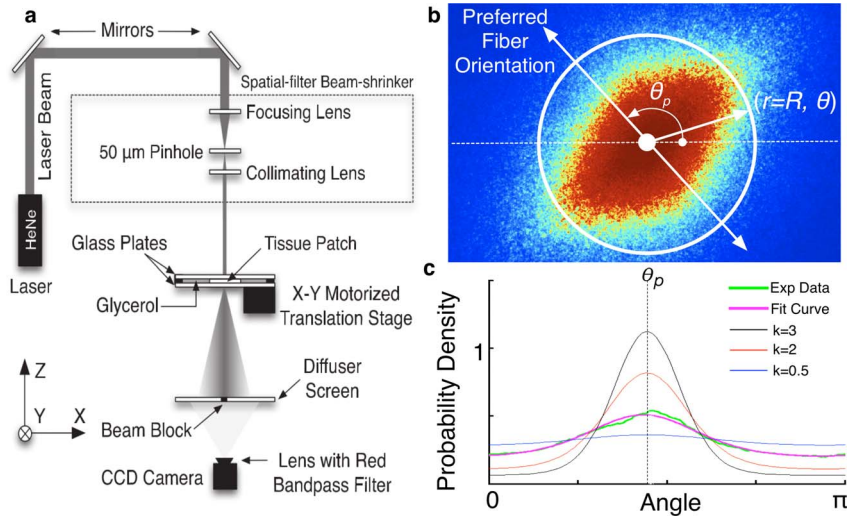 a
Mirrors
Laser Beam
Spatial-filter Beam-shrinker
Focusing Lens
50 μm Pinhole
Collimating Lens
HeNe
Laser
Glass Plates
Tissue Patch
Glycerol
X-Y Motorized
Translation Stage
Diffuser
Screen
Z
Y
X
Beam Block
CCD Camera
Lens with Red
Bandpass Filter
b
Preferred
Fiber
Orientation
θp
(r=R, θ)
c
θp
Exp Data
Fit Curve
k=3
k=2
k=0.5
Probability Density
1
0
Angle
π